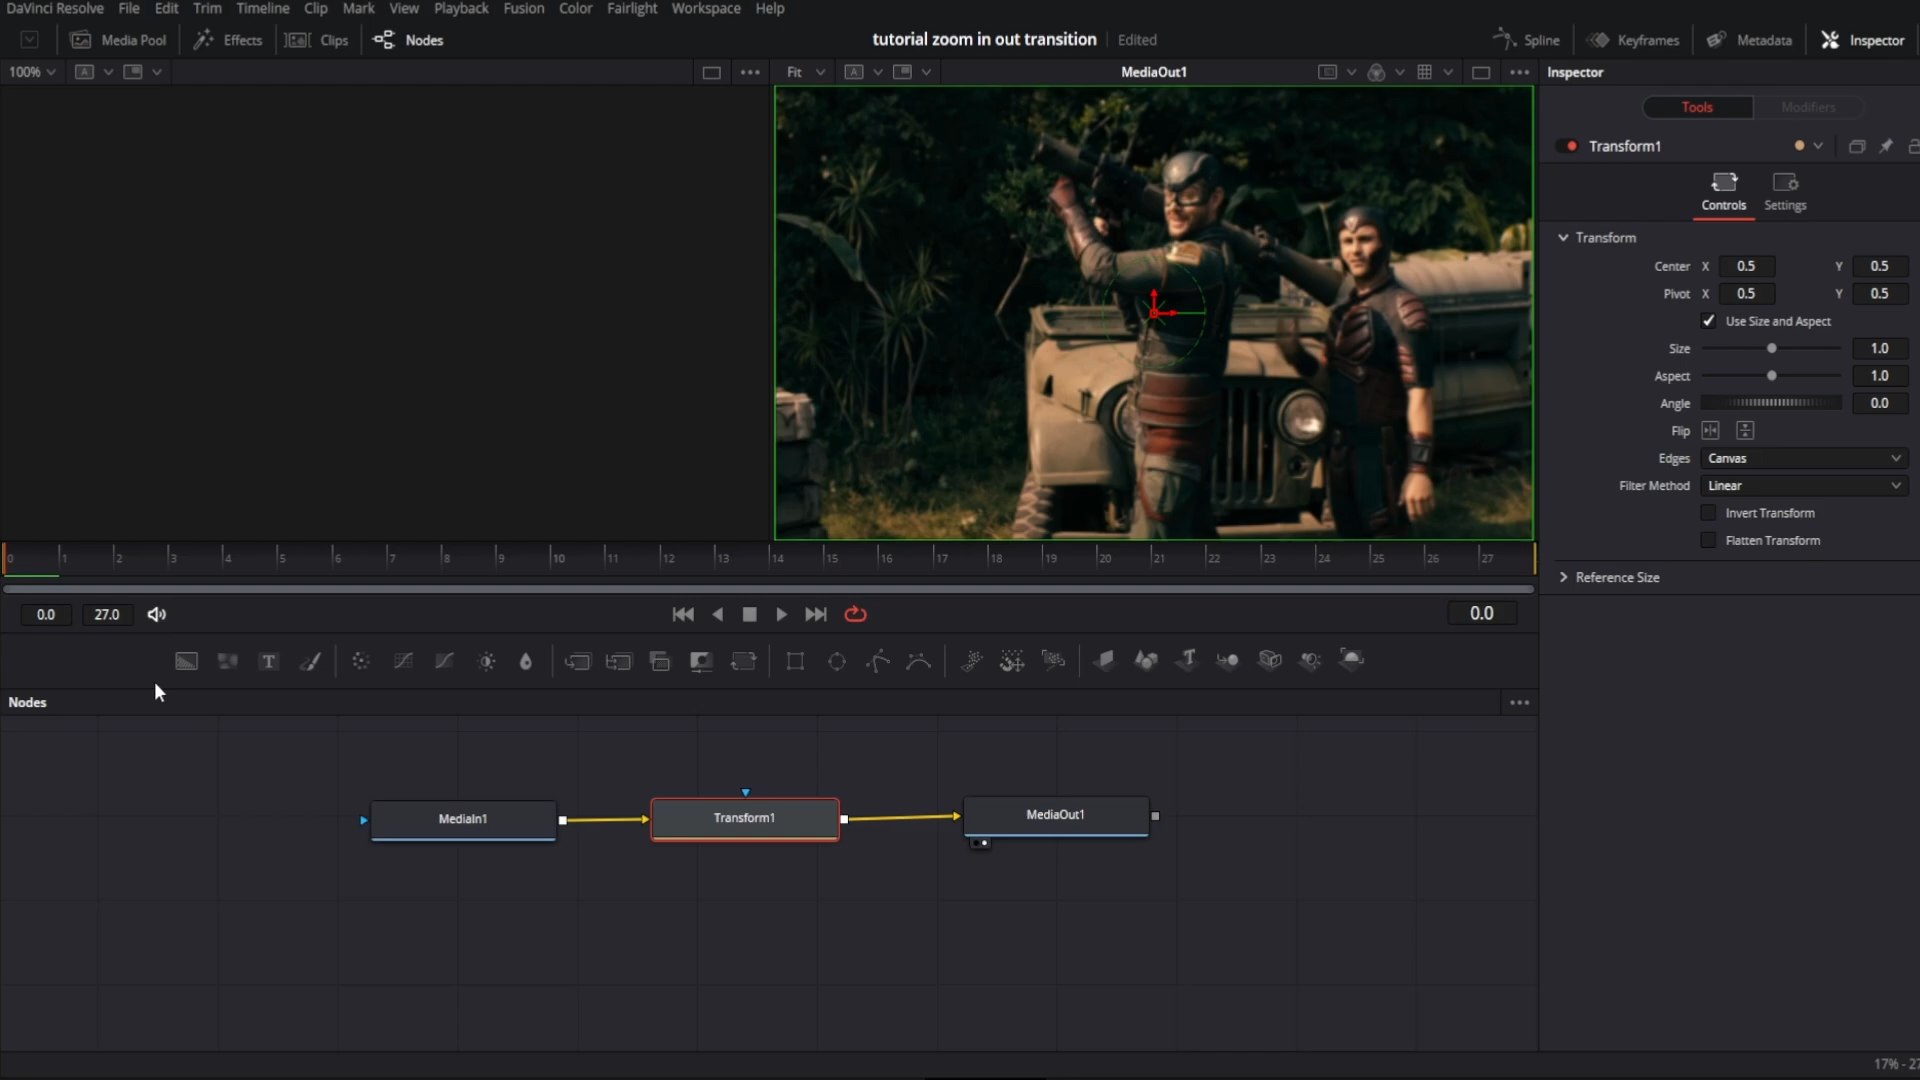 DaVinci Resolve File Edit Trim Timeline Clip Mark View Playback Fusion Color Fairlight Workspace Help
Media Pool Effects Clips Nodes tutorial zoom in out transition Edited Spline Keyframes Metadata Inspector
100% A Fit A MediaOut1 Inspector
Tools Modifiers
Transform1
Controls Settings
Transform
Center X 0.5 Y 0.5
Pivot X 0.5 Y 0.5
Use Size and Aspect
Size 1.0
Aspect 1.0
Angle 0.0
Flip
Edges Canvas
Filter Method Linear
Invert Transform
Flatten Transform
Reference Size
0 1 2 3 4 5 6 7 8 9 10 11 12 13 14 15 16 17 18 19 20 21 22 23 24 25 26 27
0.0 27.0 0.0
T T
Nodes
MediaIn1 Transform1 MediaOut1
17% - 27